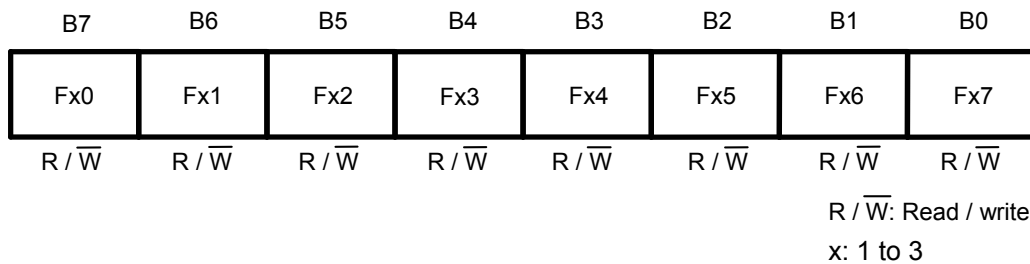 B7 B6 B5 B4 B3 B2 B1 B0
Fx0 Fx1 Fx2 Fx3 Fx4 Fx5 Fx6 Fx7
R / W̅ R / W̅ R / W̅ R / W̅ R / W̅ R / W̅ R / W̅ R / W̅
R / W̅: Read / write
x: 1 to 3